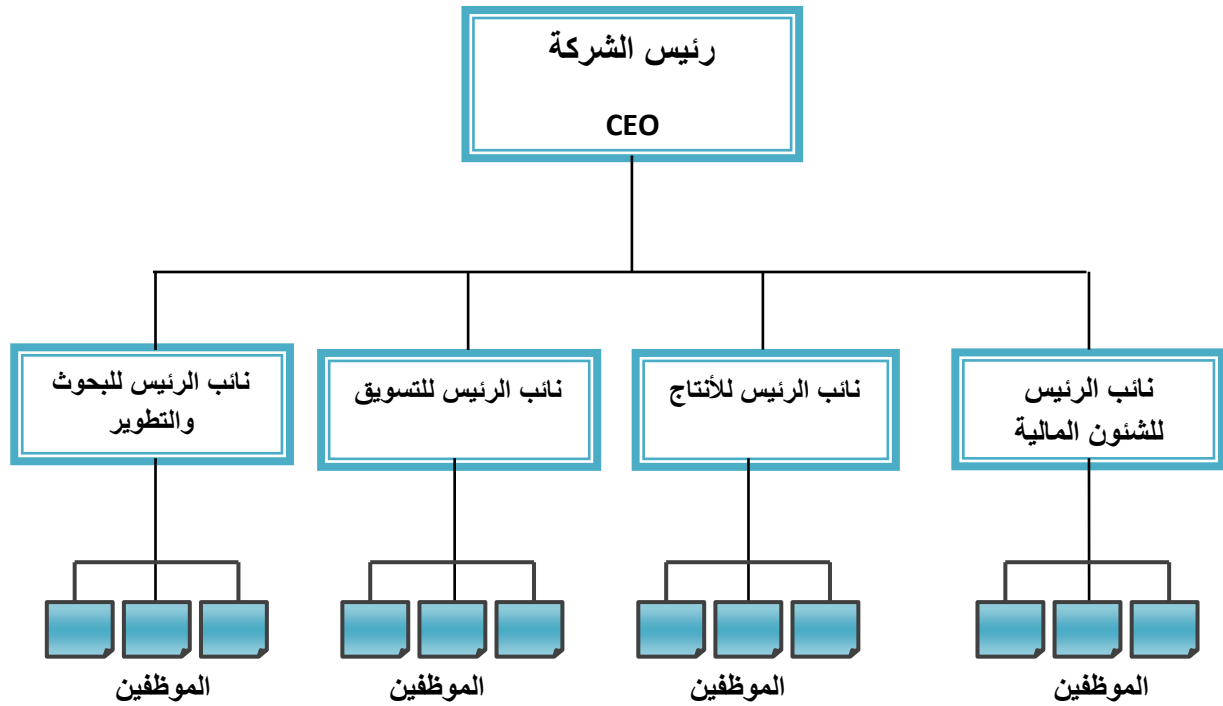 رئيس الشركة
CEO
نائب الرئيس
للشئون المالية
نائب الرئيس للأنتاج
نائب الرئيس للتسويق
نائب الرئيس للبحوث
والتطوير
الموظفين
الموظفين
الموظفين
الموظفين